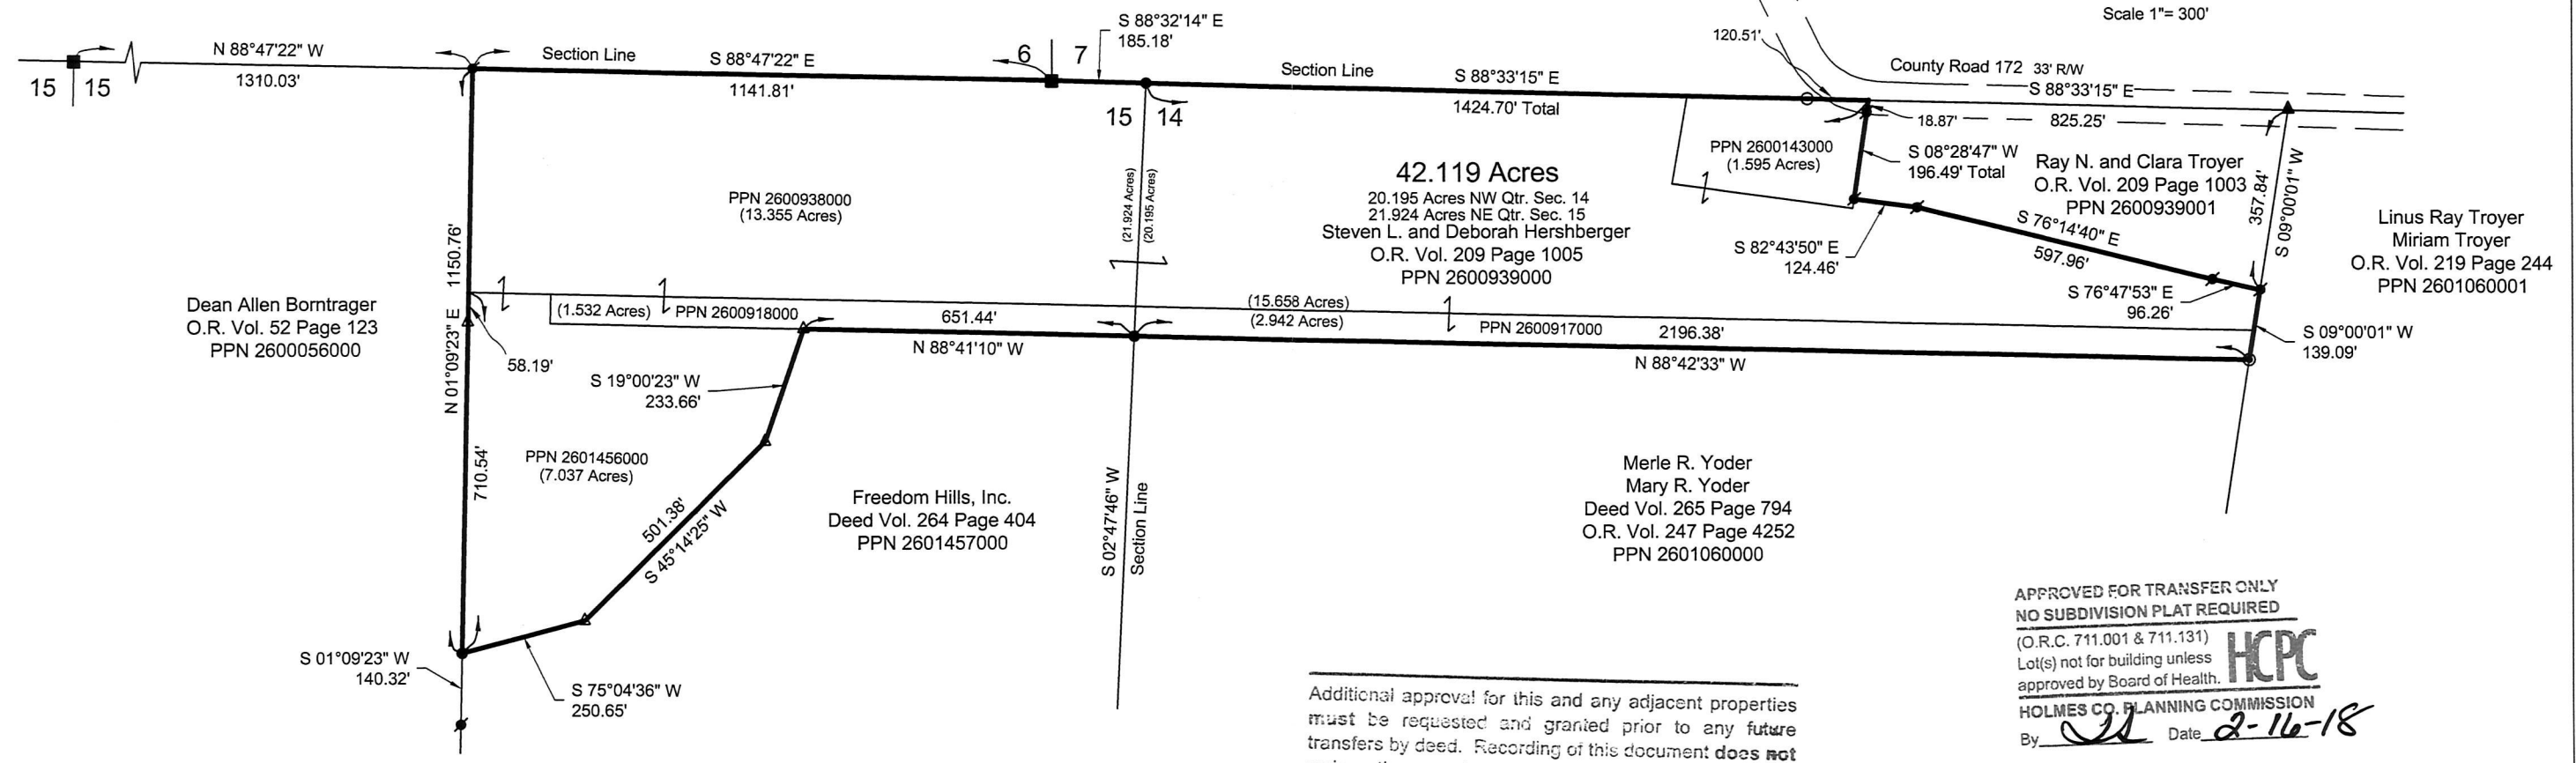 Scale 1"= 300'
S 88°32'14" E
185.18'
120.51'
N 88°47'22" W
1310.03'
Section Line
S 88°47'22" E
1141.81'
6 7
Section Line
S 88°33'15" E
1424.70' Total
County Road 172 33' R/W
S 88°33'15" E
18.87'
825.25'
15 15
15 14
PPN 2600143000
(1.595 Acres)
S 08°28'47" W
196.49' Total
Ray N. and Clara Troyer
O.R. Vol. 209 Page 1003
PPN 2600939001
357.84'
S 09°00'01" W
42.119 Acres
20.195 Acres NW Qtr. Sec. 14
21.924 Acres NE Qtr. Sec. 15
Steven L. and Deborah Hershberger
O.R. Vol. 209 Page 1005
PPN 2600939000
(21.924 Acres)
(20.195 Acres)
PPN 2600938000
(13.355 Acres)
Linus Ray Troyer
Miriam Troyer
O.R. Vol. 219 Page 244
PPN 2601060001
S 82°43'50" E
124.46'
S 76°14'40" E
597.96'
S 76°47'53" E
96.26'
S 09°00'01" W
139.09'
Dean Allen Borntrager
O.R. Vol. 52 Page 123
PPN 2600056000
N 01°09'23" E 1150.76'
58.19'
710.54'
(1.532 Acres) PPN 2600918000
651.44'
N 88°41'10" W
(15.658 Acres)
(2.942 Acres)
PPN 2600917000
2196.38'
N 88°42'33" W
S 19°00'23" W
233.66'
PPN 2601456000
(7.037 Acres)
501.38'
S 45°14'25" W
Freedom Hills, Inc.
Deed Vol. 264 Page 404
PPN 2601457000
S 02°47'46" W
Section Line
Merle R. Yoder
Mary R. Yoder
Deed Vol. 265 Page 794
O.R. Vol. 247 Page 4252
PPN 2601060000
S 01°09'23" W
140.32'
S 75°04'36" W
250.65'
Additional approval for this and any adjacent properties
must be requested and granted prior to any future
transfers by deed. Recording of this document does not
APPROVED FOR TRANSFER ONLY
NO SUBDIVISION PLAT REQUIRED
(O.R.C. 711.001 & 711.131)
Lot(s) not for building unless
approved by Board of Health.
HCPC
HOLMES CO. PLANNING COMMISSION
By Date 2-16-18